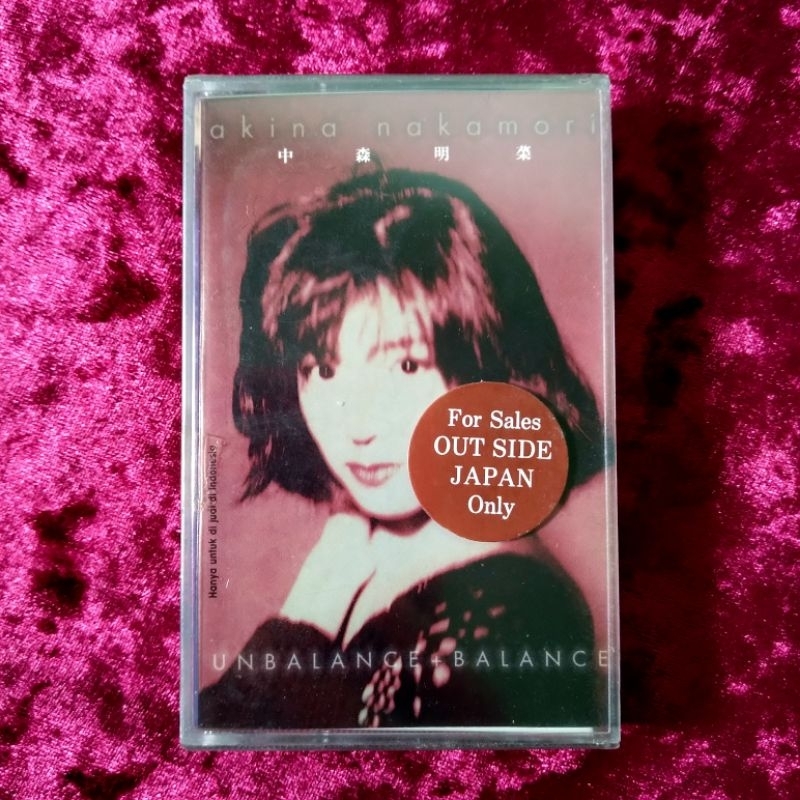 akina nakamori
中森明菜
For Sales
OUT SIDE
JAPAN
Only
Hanya untuk di jual di Indonesia
UNBALANCE+BALANCE